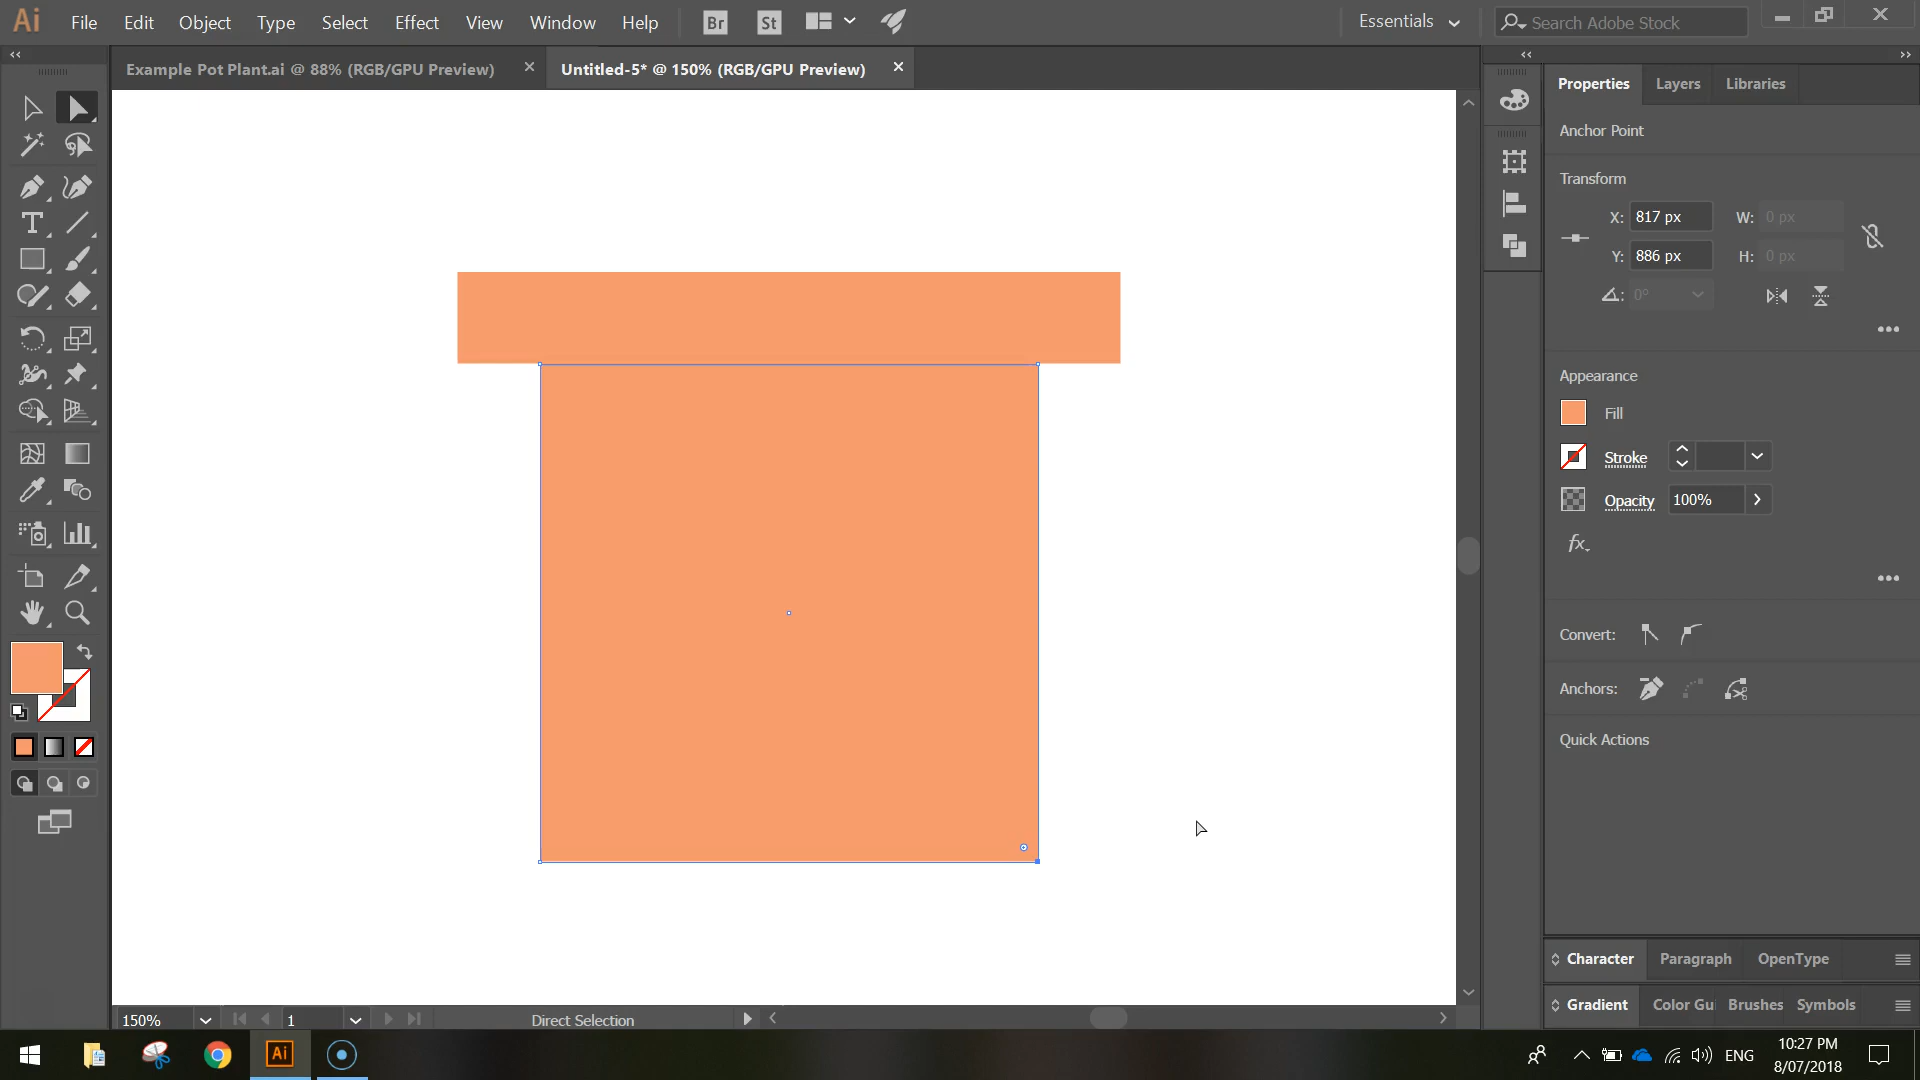 Ai File Edit Object Type Select Effect View Window Help Br St Essentials Search Adobe Stock
Example Pot Plant.ai @ 88% (RGB/GPU Preview) Untitled-5* @ 150% (RGB/GPU Preview)
Properties Layers Libraries
Anchor Point
Transform
X: 817 px W: 0 px
Y: 886 px H: 0 px
0°
Appearance
Fill
Stroke
Opacity 100%
fx
Convert:
Anchors:
Quick Actions
Character Paragraph OpenType
Gradient Color Gui Brushes Symbols
150% 1 Direct Selection
Ai ENG 10:27 PM
8/07/2018